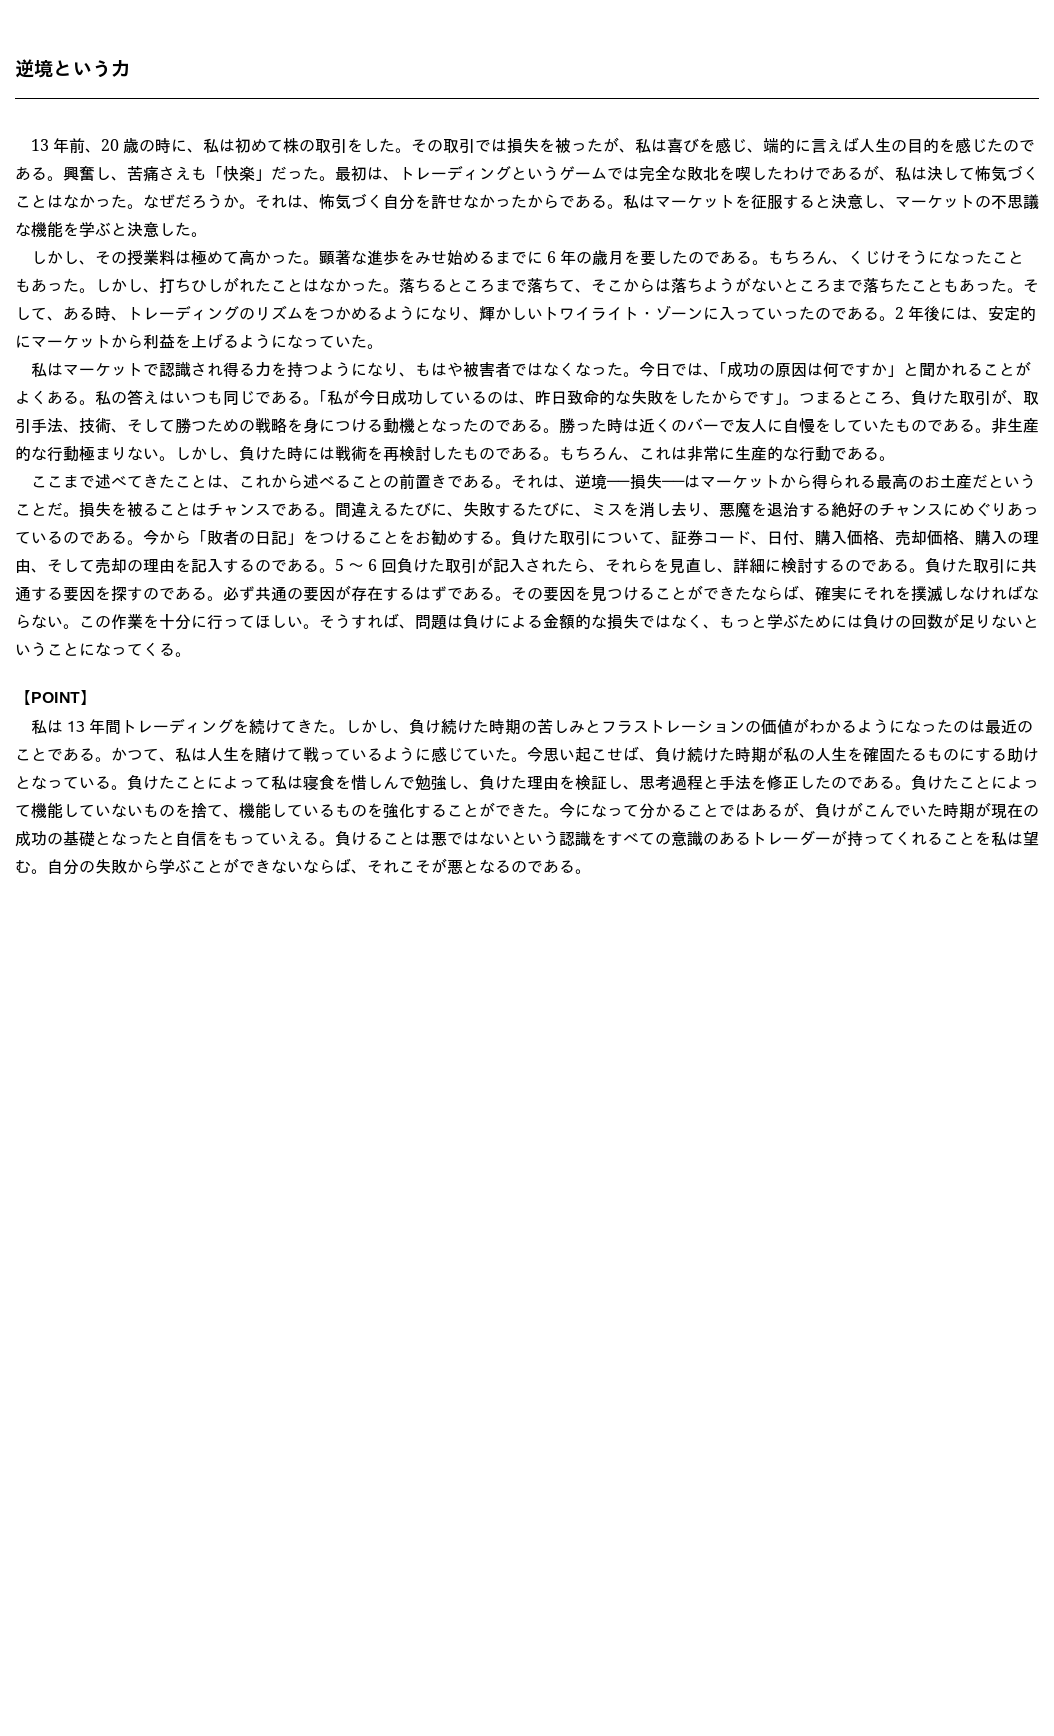 逆境という力
　13 年前、20 歳の時に、私は初めて株の取引をした。その取引では損失を被ったが、私は喜びを感じ、端的に言えば人生の目的を感じたので
ある。興奮し、苦痛さえも「快楽」だった。最初は、トレーディングというゲームでは完全な敗北を喫したわけであるが、私は決して怖気づく
ことはなかった。なぜだろうか。それは、怖気づく自分を許せなかったからである。私はマーケットを征服すると決意し、マーケットの不思議
な機能を学ぶと決意した。
　しかし、その授業料は極めて高かった。顕著な進歩をみせ始めるまでに 6 年の歳月を要したのである。もちろん、くじけそうになったこと
もあった。しかし、打ちひしがれたことはなかった。落ちるところまで落ちて、そこからは落ちようがないところまで落ちたこともあった。そ
して、ある時、トレーディングのリズムをつかめるようになり、輝かしいトワイライト・ゾーンに入っていったのである。2 年後には、安定的
にマーケットから利益を上げるようになっていた。
　私はマーケットで認識され得る力を持つようになり、もはや被害者ではなくなった。今日では、「成功の原因は何ですか」と聞かれることが
よくある。私の答えはいつも同じである。「私が今日成功しているのは、昨日致命的な失敗をしたからです」。つまるところ、負けた取引が、取
引手法、技術、そして勝つための戦略を身につける動機となったのである。勝った時は近くのバーで友人に自慢をしていたものである。非生産
的な行動極まりない。しかし、負けた時には戦術を再検討したものである。もちろん、これは非常に生産的な行動である。
　ここまで述べてきたことは、これから述べることの前置きである。それは、逆境──損失──はマーケットから得られる最高のお土産だという
ことだ。損失を被ることはチャンスである。間違えるたびに、失敗するたびに、ミスを消し去り、悪魔を退治する絶好のチャンスにめぐりあっ
ているのである。今から「敗者の日記」をつけることをお勧めする。負けた取引について、証券コード、日付、購入価格、売却価格、購入の理
由、そして売却の理由を記入するのである。5 ～ 6 回負けた取引が記入されたら、それらを見直し、詳細に検討するのである。負けた取引に共
通する要因を探すのである。必ず共通の要因が存在するはずである。その要因を見つけることができたならば、確実にそれを撲滅しなければな
らない。この作業を十分に行ってほしい。そうすれば、問題は負けによる金額的な損失ではなく、もっと学ぶためには負けの回数が足りないと
いうことになってくる。
【POINT】
　私は 13 年間トレーディングを続けてきた。しかし、負け続けた時期の苦しみとフラストレーションの価値がわかるようになったのは最近の
ことである。かつて、私は人生を賭けて戦っているように感じていた。今思い起こせば、負け続けた時期が私の人生を確固たるものにする助け
となっている。負けたことによって私は寝食を惜しんで勉強し、負けた理由を検証し、思考過程と手法を修正したのである。負けたことによっ
て機能していないものを捨て、機能しているものを強化することができた。今になって分かることではあるが、負けがこんでいた時期が現在の
成功の基礎となったと自信をもっていえる。負けることは悪ではないという認識をすべての意識のあるトレーダーが持ってくれることを私は望
む。自分の失敗から学ぶことができないならば、それこそが悪となるのである。